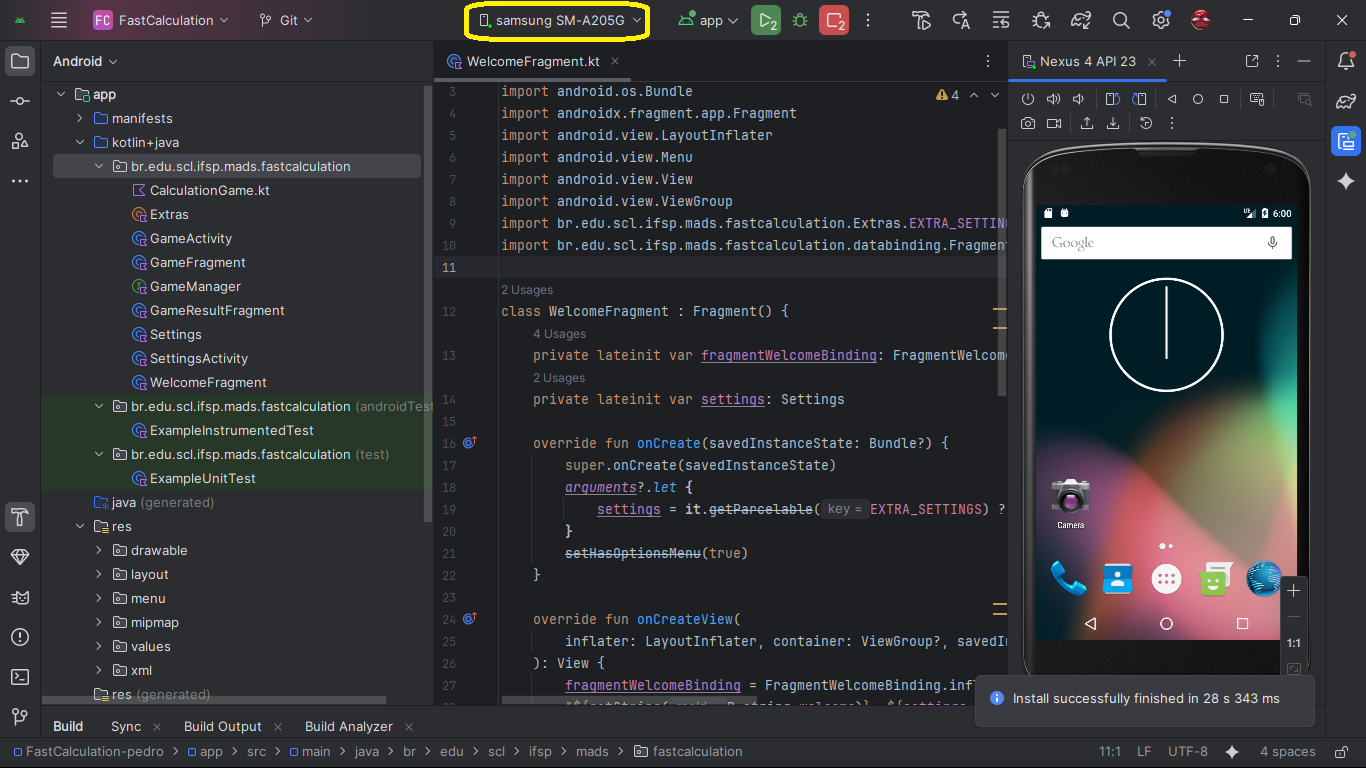 FC FastCalculation Git samsung SM-A205G app 2 2
Android
app
manifests
kotlin+java
br.edu.scl.ifsp.mads.fastcalculation
CalculationGame.kt
Extras
GameActivity
GameFragment
GameManager
GameResultFragment
Settings
SettingsActivity
WelcomeFragment
br.edu.scl.ifsp.mads.fastcalculation (androidTest
ExampleInstrumentedTest
br.edu.scl.ifsp.mads.fastcalculation (test)
ExampleUnitTest
java (generated)
res
drawable
layout
menu
mipmap
values
xml
res (generated)
WelcomeFragment.kt
4
3 import android.os.Bundle
4 import androidx.fragment.app.Fragment
5 import android.view.LayoutInflater
6 import android.view.Menu
7 import android.view.View
8 import android.view.ViewGroup
9 import br.edu.scl.ifsp.mads.fastcalculation.Extras.EXTRA_SETTING
10 import br.edu.scl.ifsp.mads.fastcalculation.databinding.Fragment
11
2 Usages
12 class WelcomeFragment : Fragment() {
4 Usages
13 private lateinit var fragmentWelcomeBinding: FragmentWelcome
2 Usages
14 private lateinit var settings: Settings
15
16 override fun onCreate(savedInstanceState: Bundle?) {
17 super.onCreate(savedInstanceState)
18 arguments?.let {
19 settings = it.getParcelable( key = EXTRA_SETTINGS) ?
20 }
21 setHasOptionsMenu(true)
22 }
23
24 override fun onCreateView(
25 inflater: LayoutInflater, container: ViewGroup?, savedI
26 ): View {
27 fragmentWelcomeBinding = FragmentWelcomeBinding.inf
Nexus 4 API 23
6:00
Google
Camera
1:1
Install successfully finished in 28 s 343 ms
Build Sync Build Output Build Analyzer
FastCalculation-pedro app src main java br edu scl ifsp mads fastcalculation 11:1 LF UTF-8 4 spaces